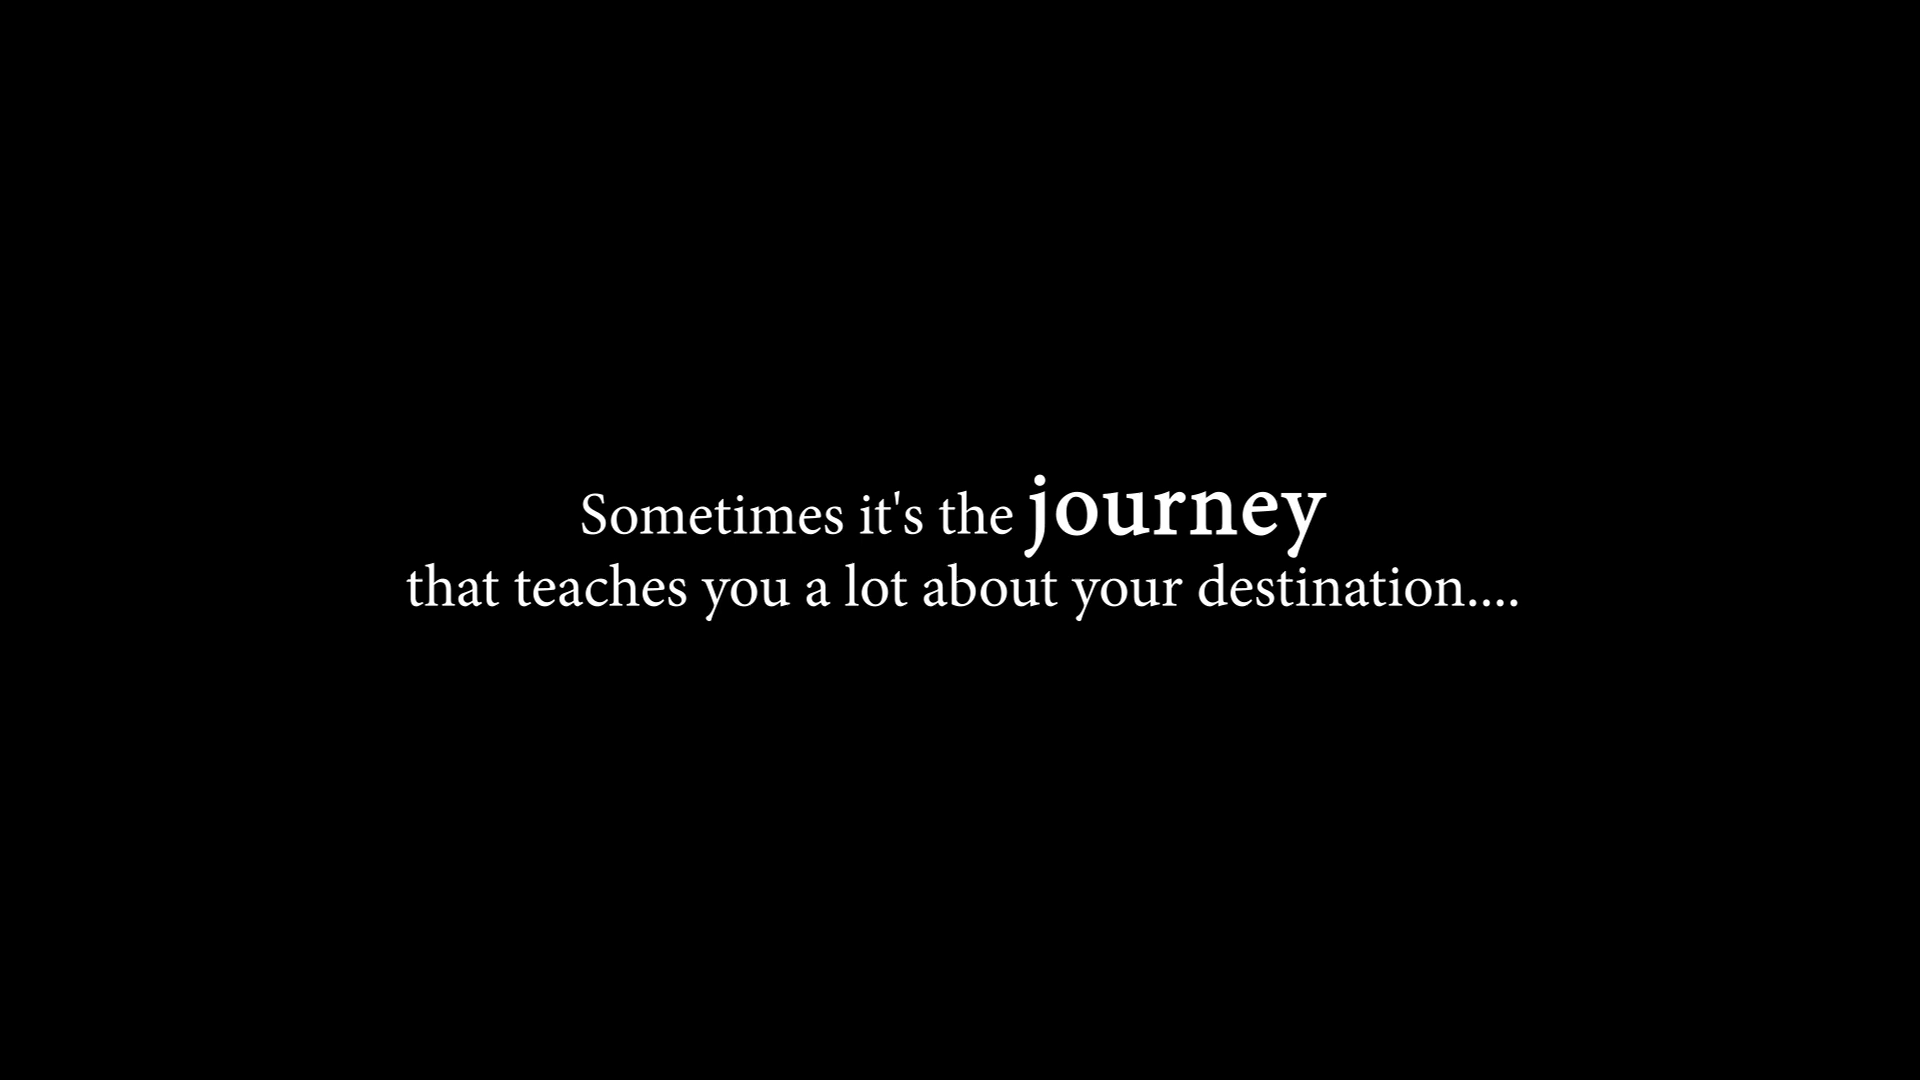 Sometimes it's the journey
that teaches you a lot about your destination....